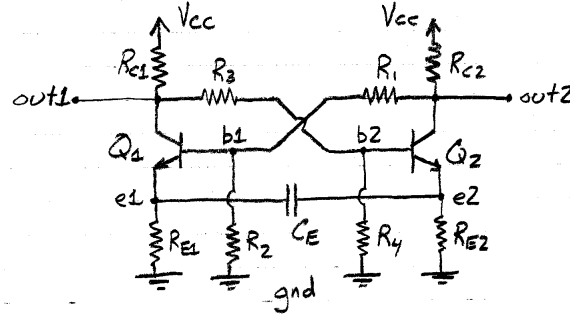 Vcc Vcc
Rc1 R3 R1 Rc2
out1 out2
Q1 b1 b2 Q2
e1 e2
RE1 R2 CE R4 RE2
gnd